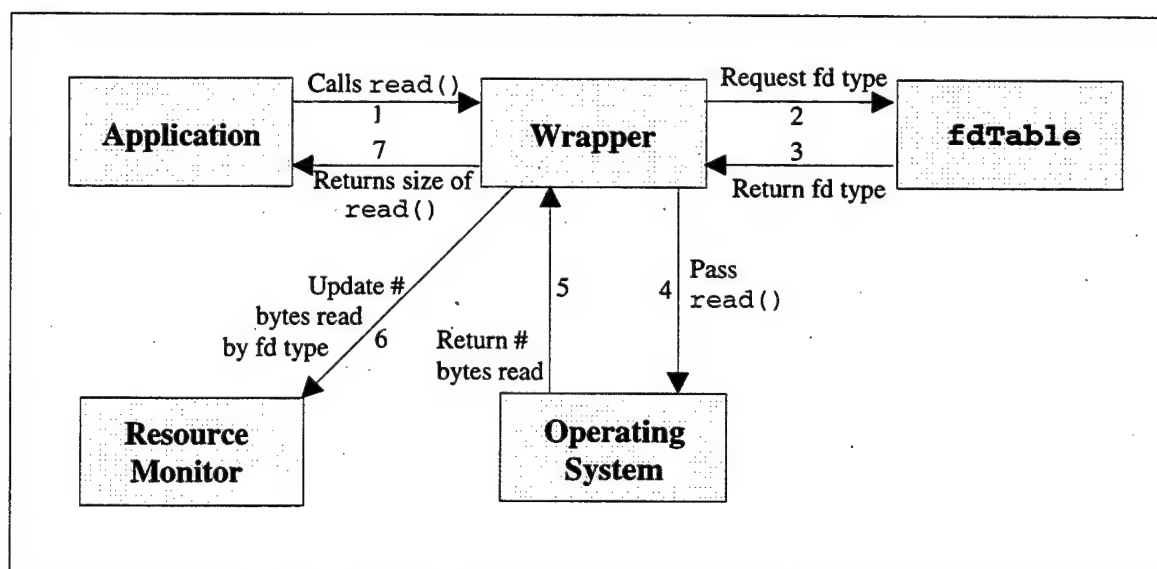 Calls read()
1
Application
7
Returns size of
read()
Wrapper
Request fd type
2
3
Return fd type
fdTable
Update #
bytes read
by fd type
6
5
Return #
bytes read
4
Pass
read()
Resource
Monitor
Operating
System